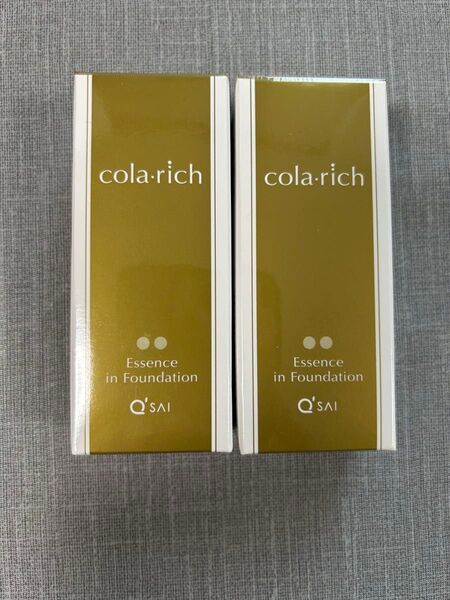 cola·rich
Essence
in Foundation
Q'SAI
cola·rich
Essence
in Foundation
Q'SAI